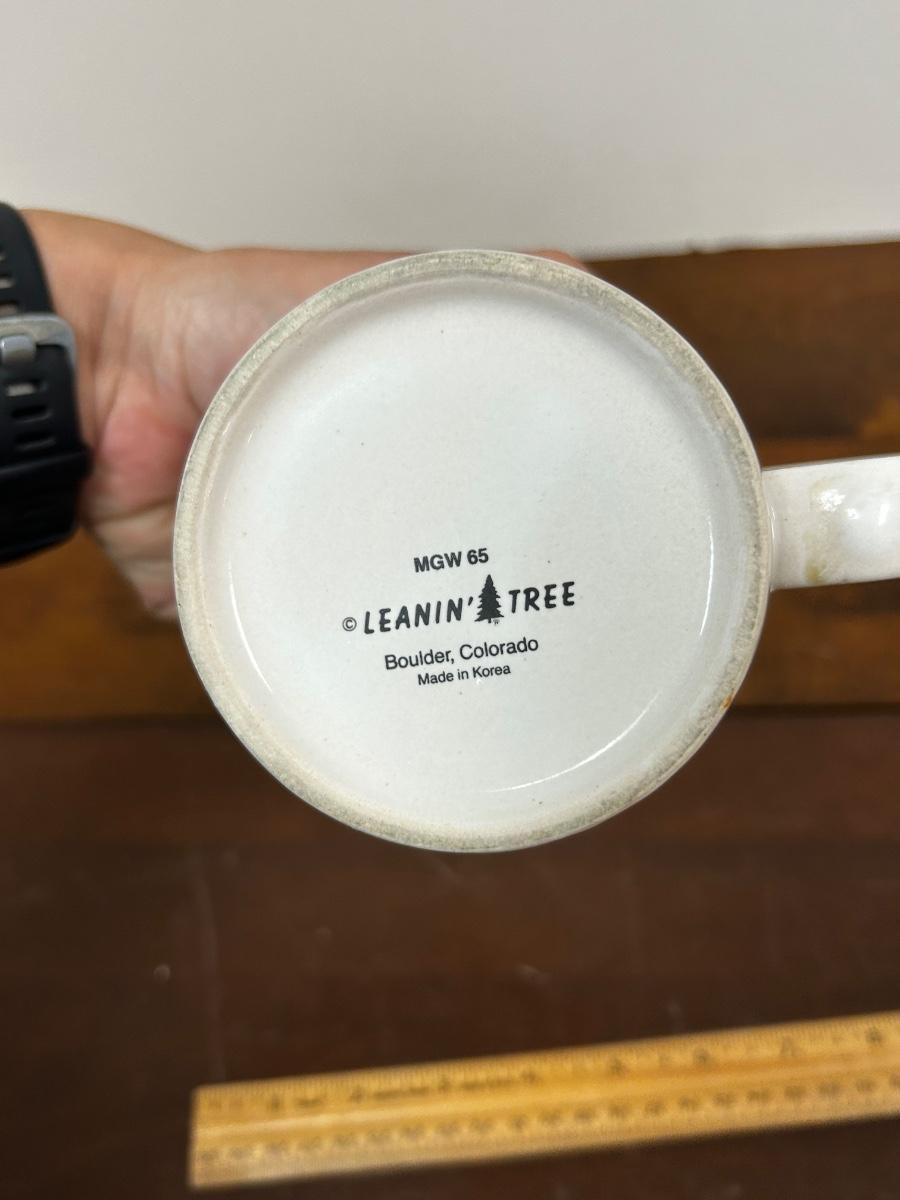 MGW 65
© LEANIN' TREE ®
Boulder, Colorado
Made in Korea